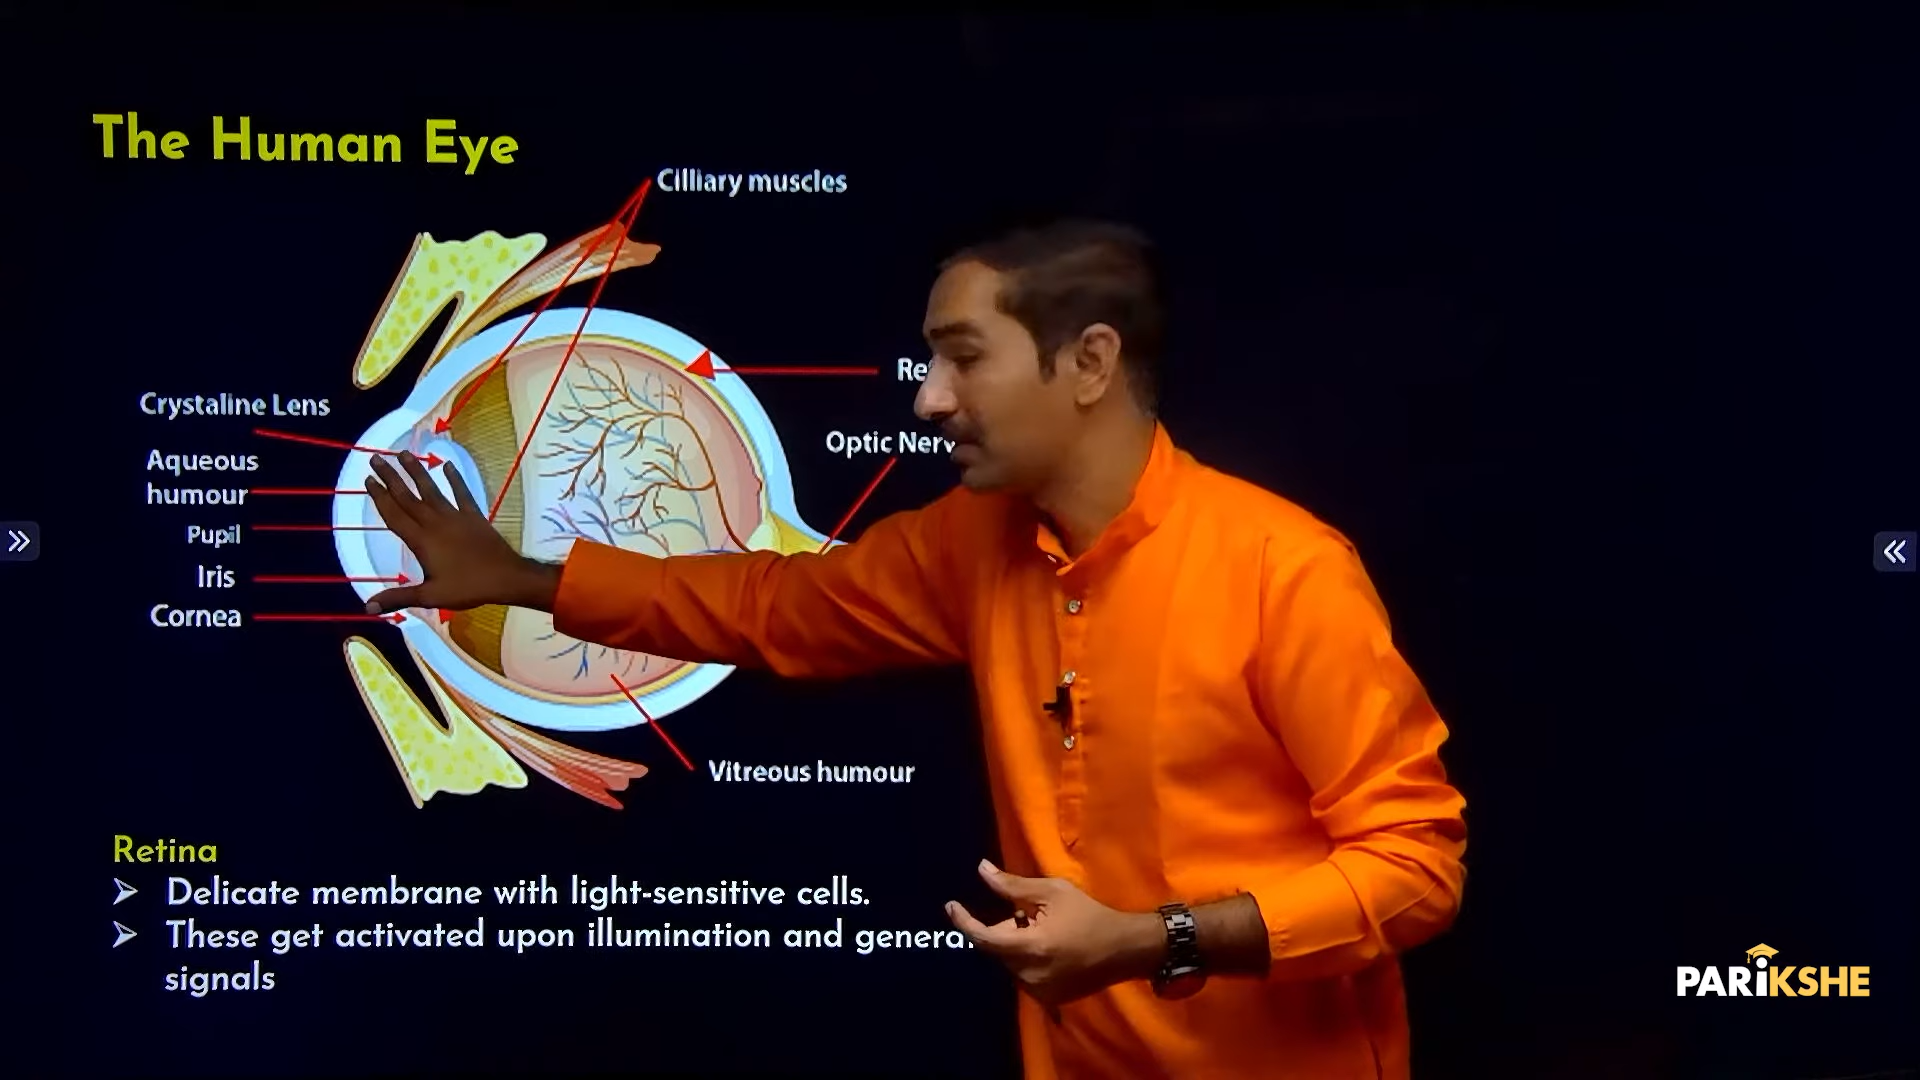 The Human Eye
Cilliary muscles
Crystaline Lens
Aqueous
humour
Pupil
Iris
Cornea
Optic
Vitreous humour
Retina
➤ Delicate membrane with light-sensitive cells.
➤ These get activated upon illumination and
signals
PARiKSHE